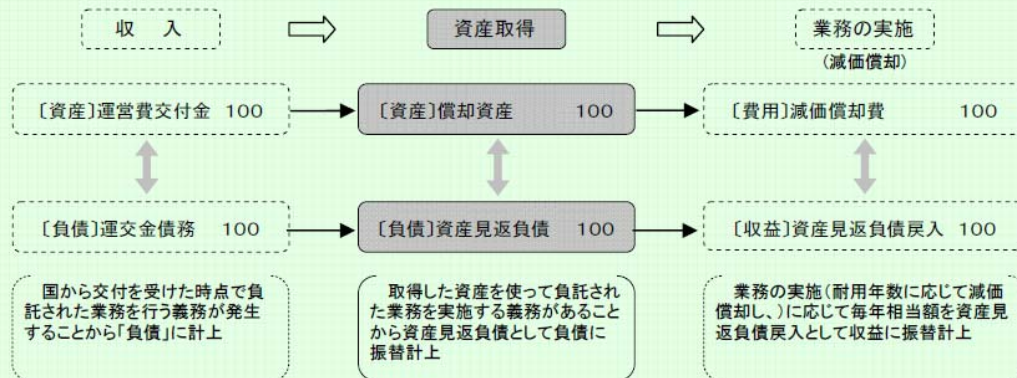 収 入
資産取得
業務の実施
(減価償却)
〔資産〕運営費交付金 100
〔資産〕償却資産 100
〔費用〕減価償却費 100
〔負債〕運交金債務 100
〔負債〕資産見返負債 100
〔収益〕資産見返負債戻入 100
国から交付を受けた時点で負
託された業務を行う義務が発生
することから「負債」に計上
取得した資産を使って負託され
た業務を実施する義務があること
から資産見返負債として負債に
振替計上
業務の実施(耐用年数に応じて減価
償却し、)に応じて毎年相当額を資産見
返負債戻入として収益に振替計上